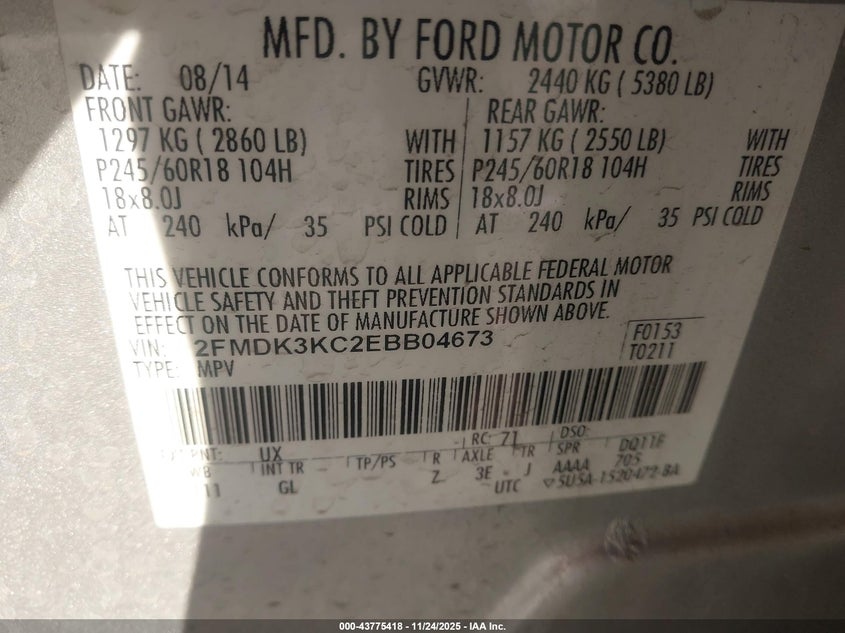 MFD. BY FORD MOTOR CO.
DATE: 08/14 GVWR: 2440 KG ( 5380 LB)
FRONT GAWR: REAR GAWR:
1297 KG ( 2860 LB) WITH 1157 KG ( 2550 LB) WITH
P245/60R18 104H TIRES P245/60R18 104H TIRES
18x8.0J RIMS 18x8.0J RIMS
AT 240 kPa/ 35 PSI COLD AT 240 kPa/ 35 PSI COLD
THIS VEHICLE CONFORMS TO ALL APPLICABLE FEDERAL MOTOR
VEHICLE SAFETY AND THEFT PREVENTION STANDARDS IN
EFFECT ON THE DATE OF MANUFACTURE SHOWN ABOVE.
VIN: 2FMDK3KC2EBB04673 F0153
TYPE: MPV T0211
RC: 71 DSO:
PNT: UX
WB INT TR TP/PS R AXLE TR SPR
11 GL Z 3E J AAAA 705
UTC ▽5U5A-1520472-BA
000-43775418 - 11/24/2025 - IAA Inc.